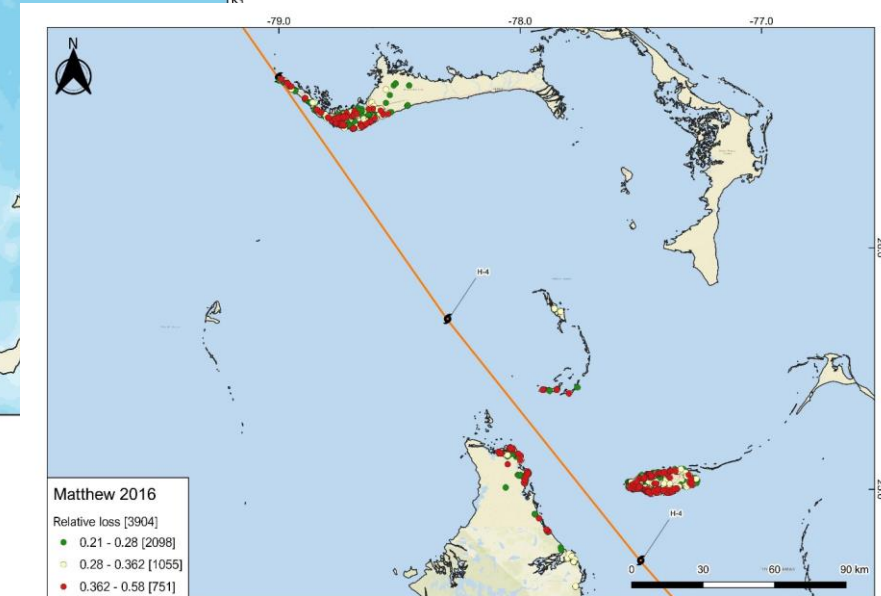 -79.0 -78.0 -77.0
N
H-4
H-4
Matthew 2016
Relative loss [3904]
0.21 - 0.28 [2098]
0.28 - 0.362 [1055]
0.362 - 0.58 [751]
0 30 60 90 km